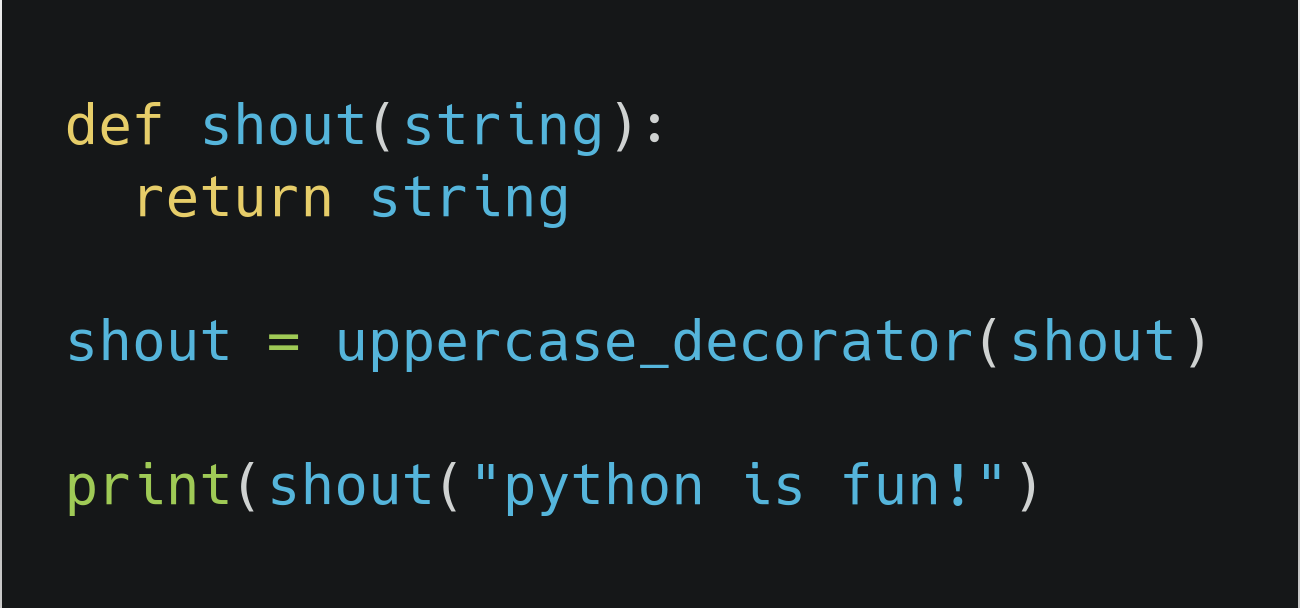 def shout(string):
  return string
shout = uppercase_decorator(shout)
print(shout("python is fun!")